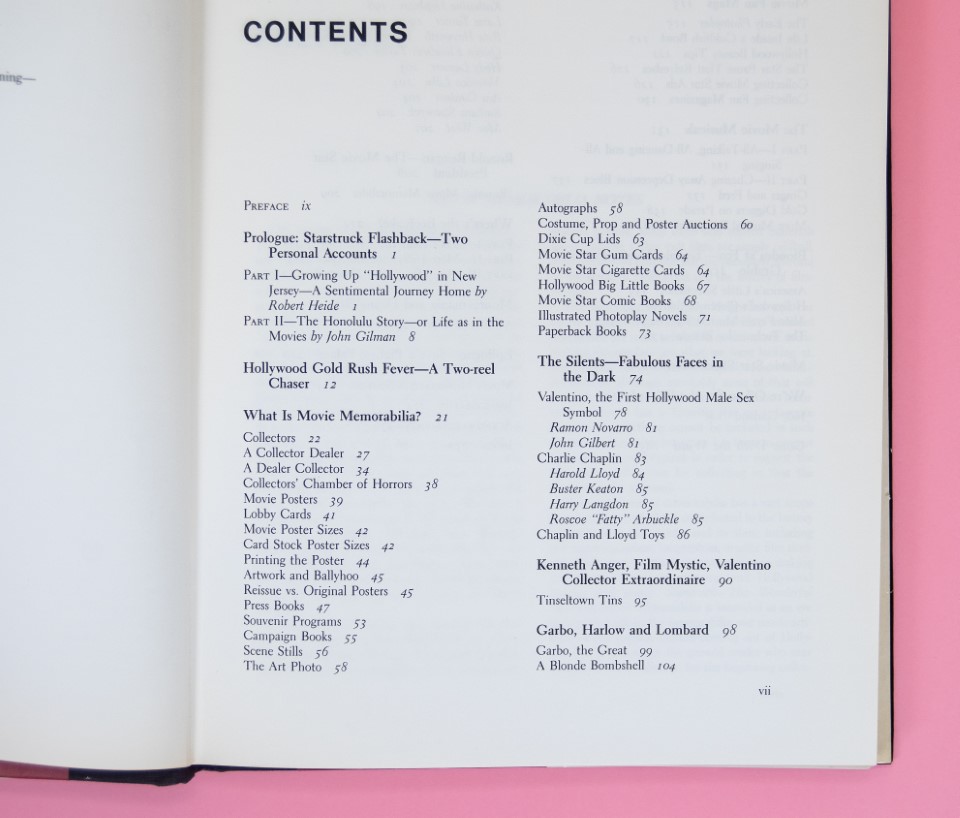 CONTENTS
PREFACE ix
Prologue: Starstruck Flashback—Two
Personal Accounts 1
PART I—Growing Up “Hollywood” in New
Jersey—A Sentimental Journey Home by
Robert Heide 1
PART II—The Honolulu Story—or Life as in the
Movies by John Gilman 8
Hollywood Gold Rush Fever—A Two-reel
Chaser 12
What Is Movie Memorabilia? 21
Collectors 22
A Collector Dealer 27
A Dealer Collector 34
Collectors’ Chamber of Horrors 38
Movie Posters 39
Lobby Cards 41
Movie Poster Sizes 42
Card Stock Poster Sizes 42
Printing the Poster 44
Artwork and Ballyhoo 45
Reissue vs. Original Posters 45
Press Books 47
Souvenir Programs 53
Campaign Books 55
Scene Stills 56
The Art Photo 58
Autographs 58
Costume, Prop and Poster Auctions 60
Dixie Cup Lids 63
Movie Star Gum Cards 64
Movie Star Cigarette Cards 64
Hollywood Big Little Books 67
Movie Star Comic Books 68
Illustrated Photoplay Novels 71
Paperback Books 73
The Silents—Fabulous Faces in
the Dark 74
Valentino, the First Hollywood Male Sex
Symbol 78
Ramon Novarro 81
John Gilbert 81
Charlie Chaplin 83
Harold Lloyd 84
Buster Keaton 85
Harry Langdon 85
Roscoe “Fatty” Arbuckle 85
Chaplin and Lloyd Toys 86
Kenneth Anger, Film Mystic, Valentino
Collector Extraordinaire 90
Tinseltown Tins 95
Garbo, Harlow and Lombard 98
Garbo, the Great 99
A Blonde Bombshell 104
vii